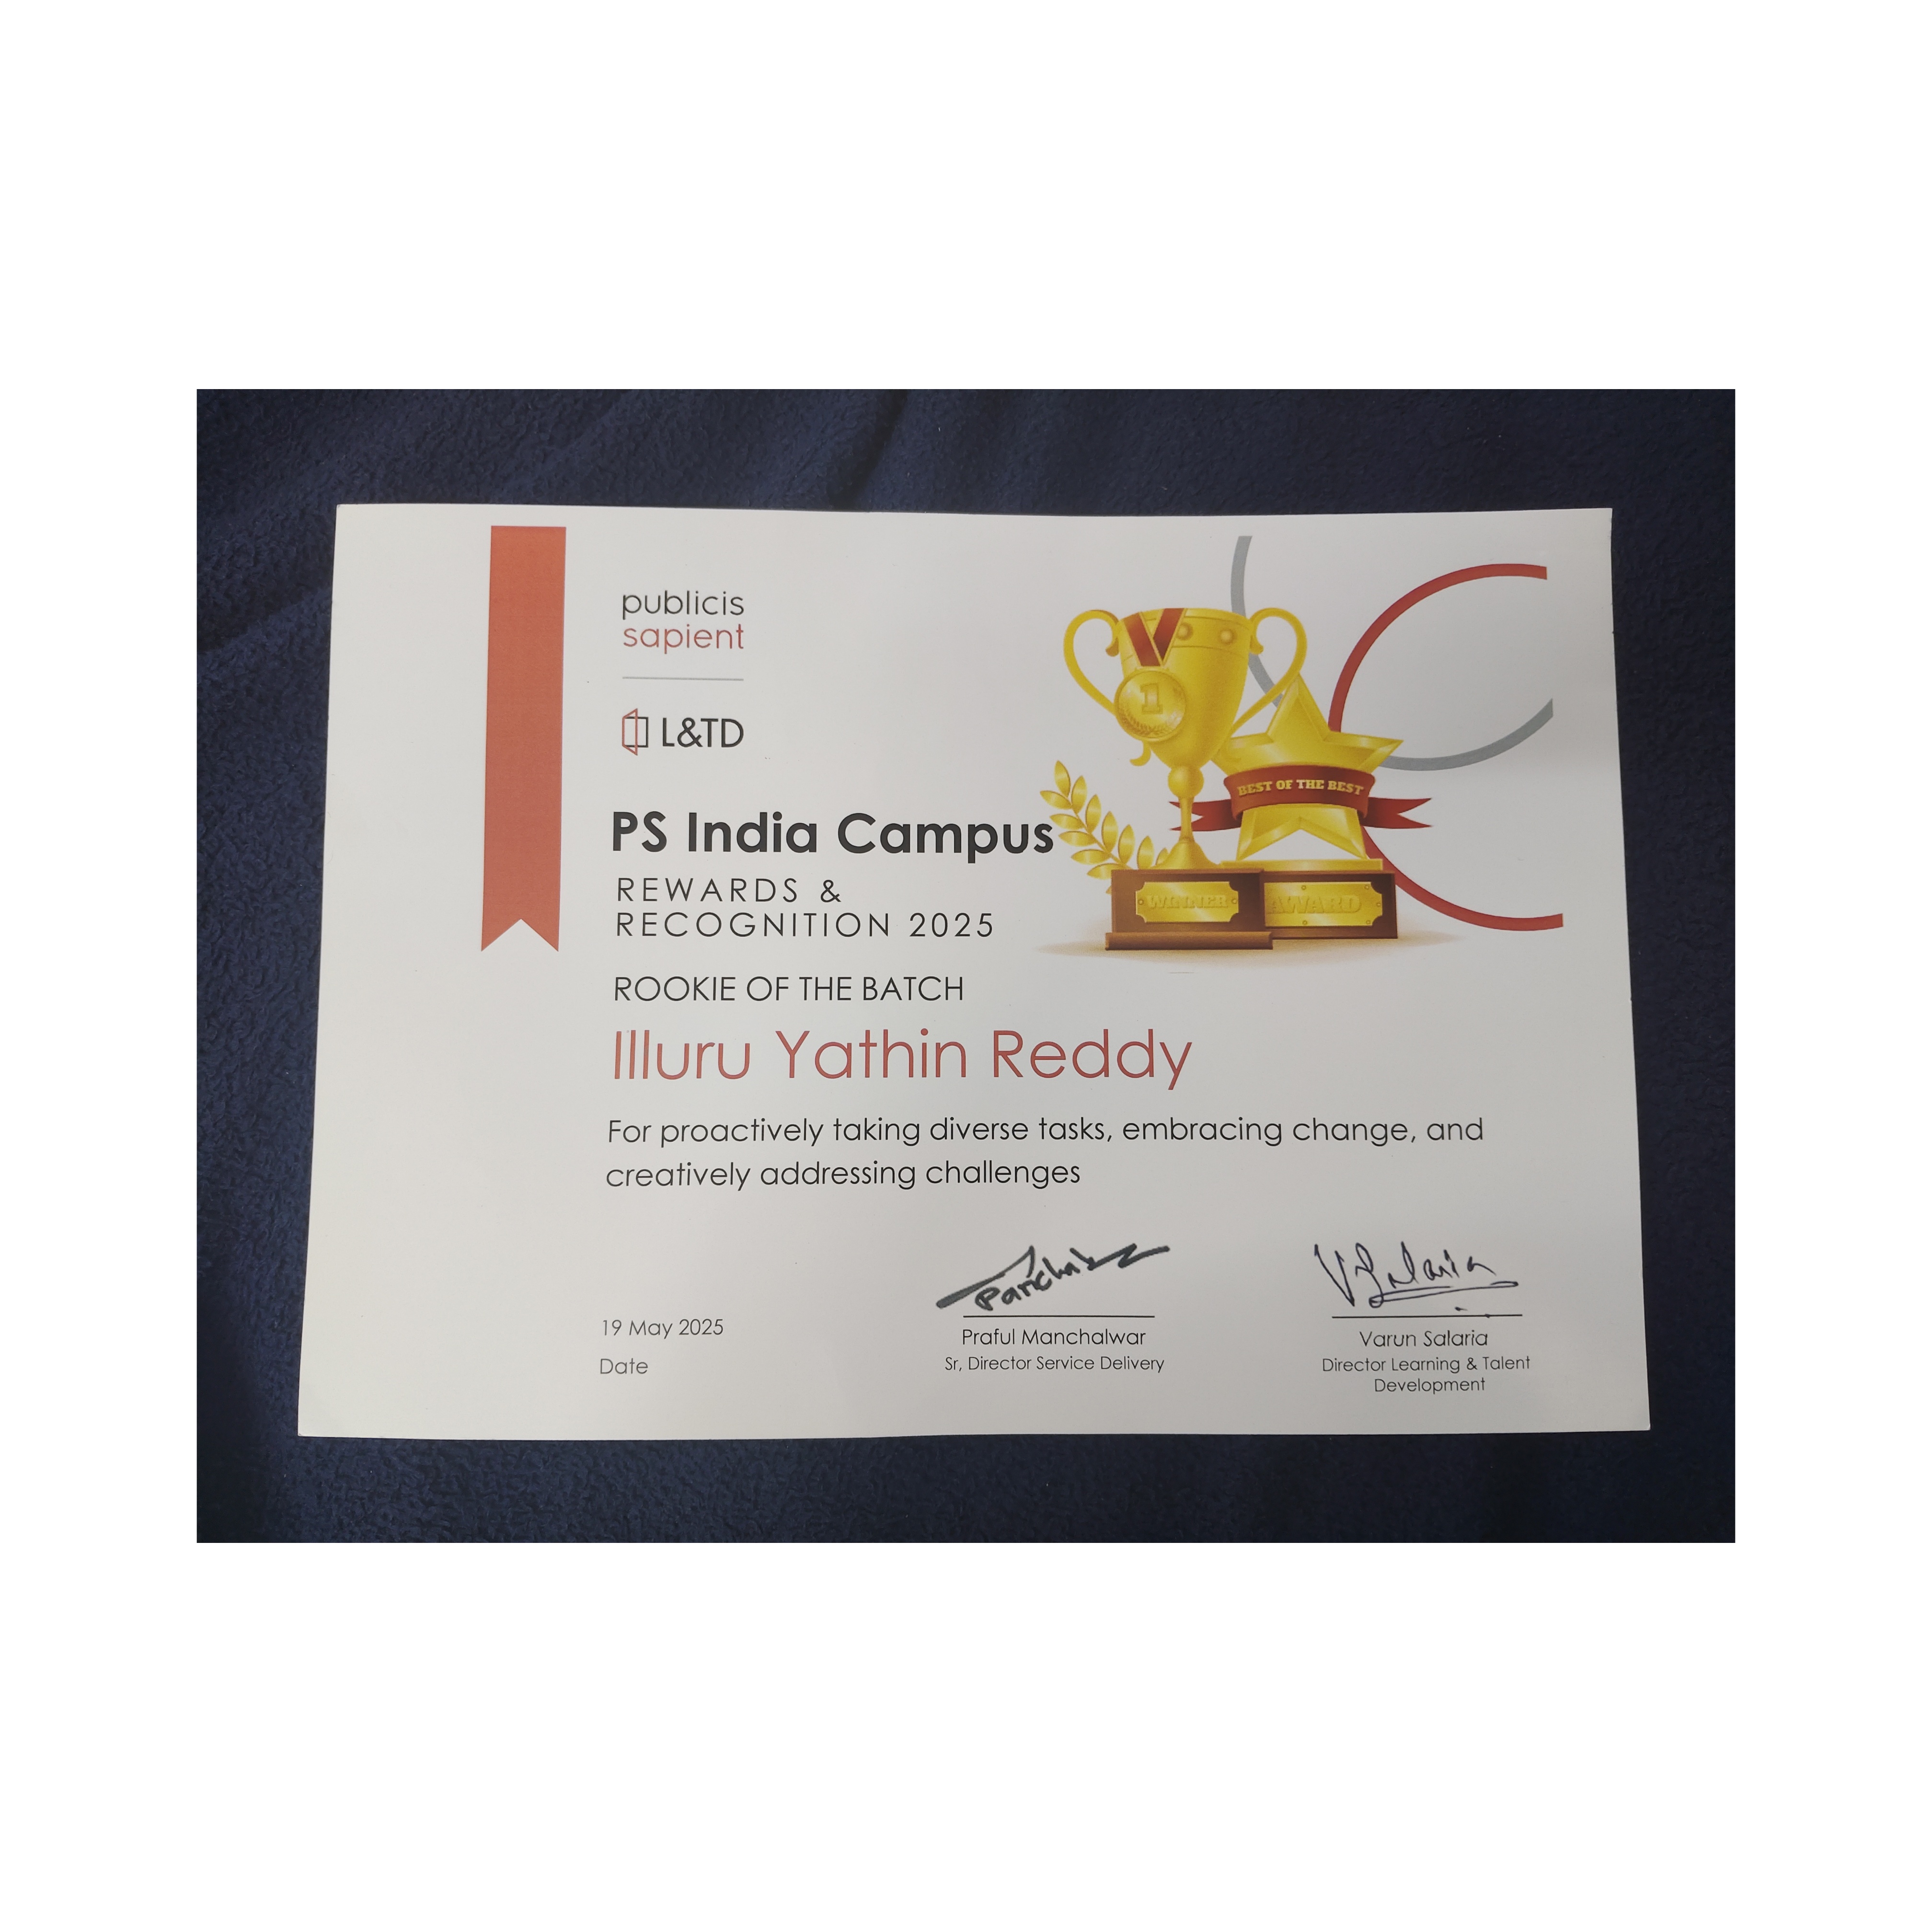 publicis
sapient
L&TD
1
BEST OF THE BEST
WINNER
AWARD
PS India Campus
REWARDS &
RECOGNITION 2025
ROOKIE OF THE BATCH
Illuru Yathin Reddy
For proactively taking diverse tasks, embracing change, and
creatively addressing challenges
19 May 2025
Date
Praful Manchalwar
Sr, Director Service Delivery
V Salaria
Varun Salaria
Director Learning & Talent
Development